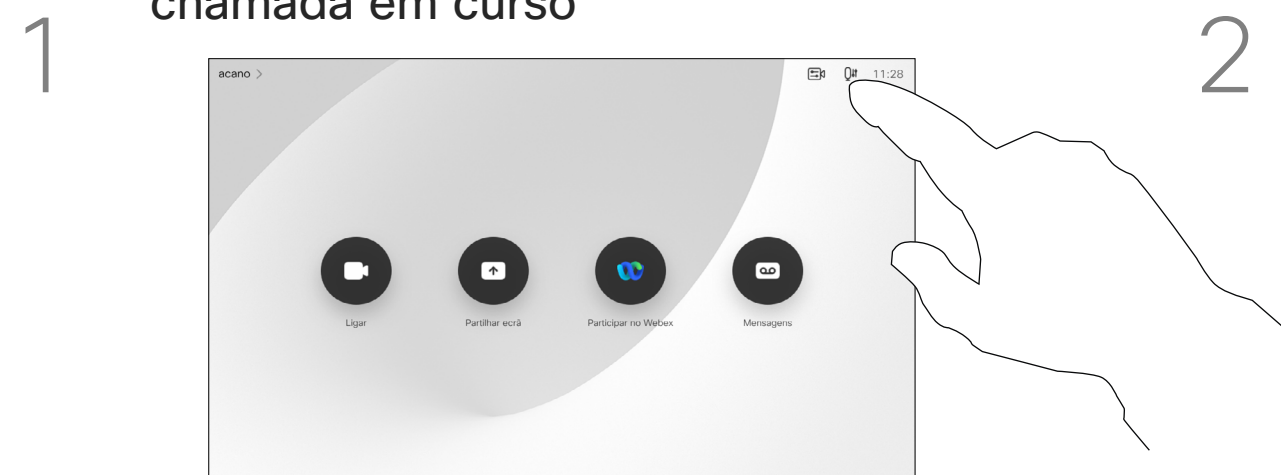 chamada em curso
1
2
acano >
11:28
Ligar
Partilhar ecrã
Participar no Webex
Mensagens